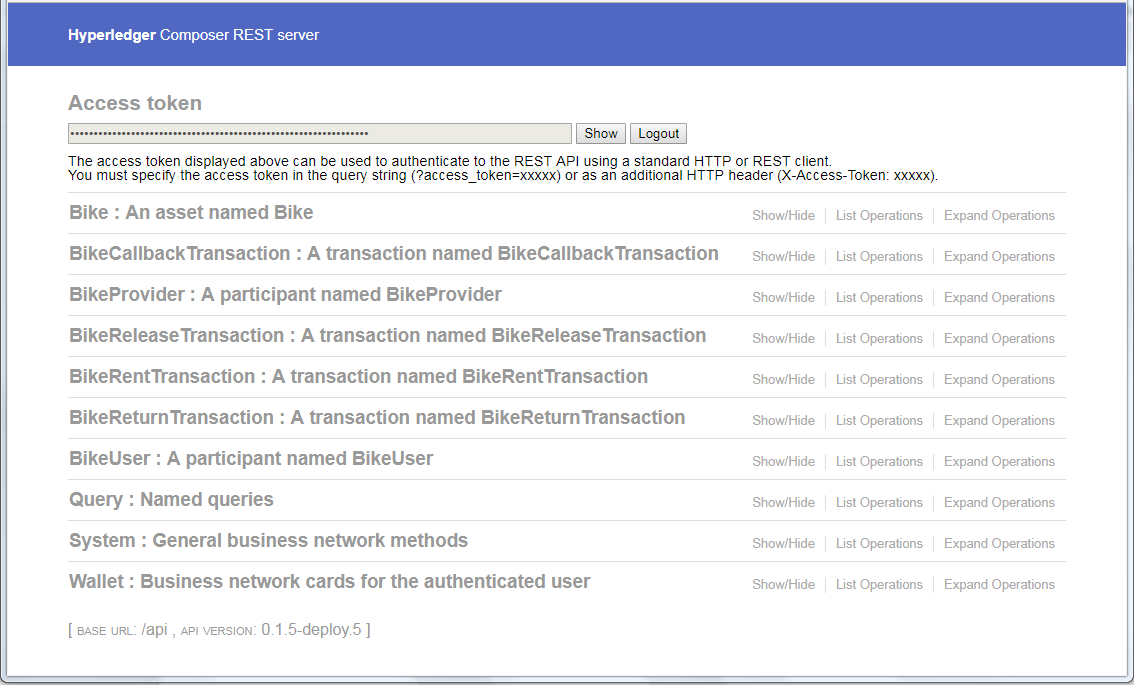 Hyperledger Composer REST server
Access token
Show Logout
The access token displayed above can be used to authenticate to the REST API using a standard HTTP or REST client.
You must specify the access token in the query string (?access_token=xxxxx) or as an additional HTTP header (X-Access-Token: xxxxx).
Bike : An asset named Bike Show/Hide List Operations Expand Operations
BikeCallbackTransaction : A transaction named BikeCallbackTransaction Show/Hide List Operations Expand Operations
BikeProvider : A participant named BikeProvider Show/Hide List Operations Expand Operations
BikeReleaseTransaction : A transaction named BikeReleaseTransaction Show/Hide List Operations Expand Operations
BikeRentTransaction : A transaction named BikeRentTransaction Show/Hide List Operations Expand Operations
BikeReturnTransaction : A transaction named BikeReturnTransaction Show/Hide List Operations Expand Operations
BikeUser : A participant named BikeUser Show/Hide List Operations Expand Operations
Query : Named queries Show/Hide List Operations Expand Operations
System : General business network methods Show/Hide List Operations Expand Operations
Wallet : Business network cards for the authenticated user Show/Hide List Operations Expand Operations
[ BASE URL: /api , API VERSION: 0.1.5-deploy.5 ]